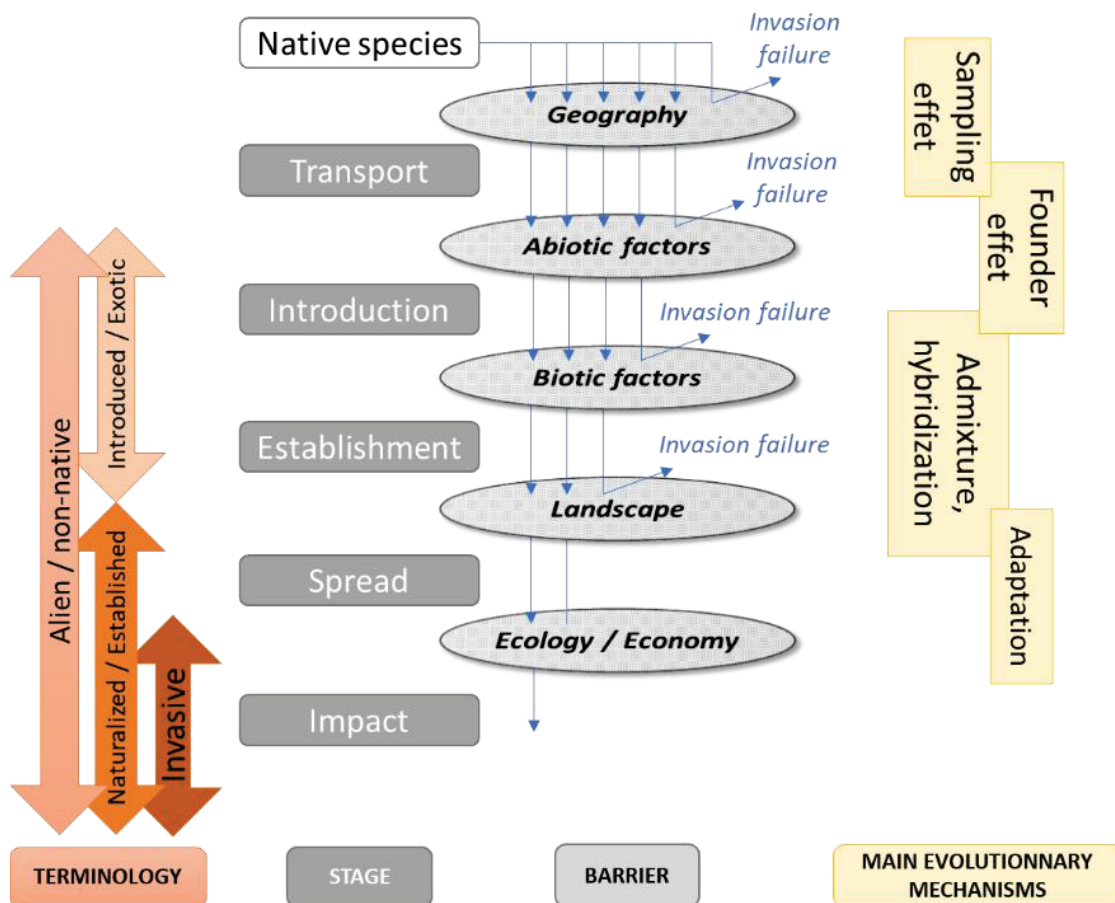 Native species
Invasion
failure
Geography
Transport
Invasion
failure
Abiotic factors
Introduction
Invasion failure
Biotic factors
Establishment
Invasion failure
Landscape
Spread
Ecology / Economy
Impact
Alien / non-native
Introduced / Exotic
Naturalized / Established
Invasive
Sampling
effet
Founder
effet
Admixture,
hybridization
Adaptation
TERMINOLOGY
STAGE
BARRIER
MAIN EVOLUTIONNARY
MECHANISMS